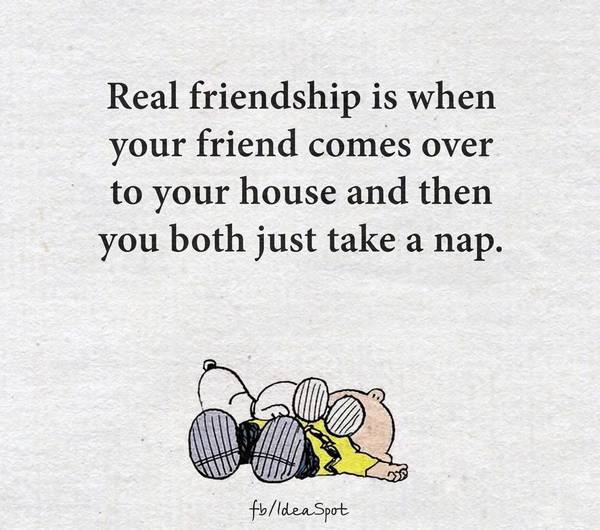 Real friendship is when
your friend comes over
to your house and then
you both just take a nap.
fb/IdeaSpot